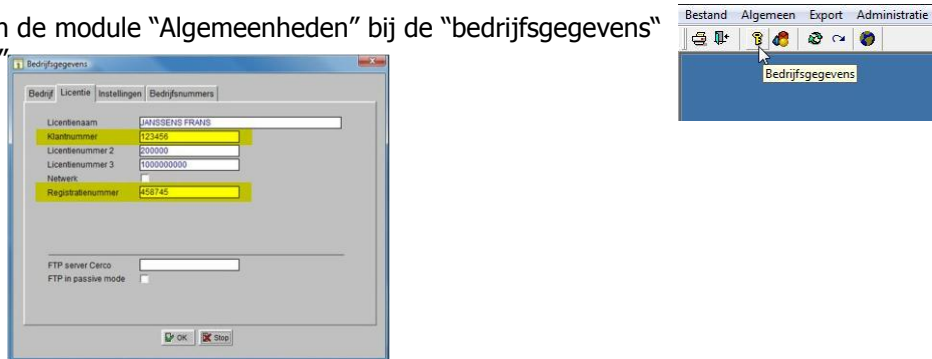 n de module “Algemeenheden” bij de “bedrijfsgegevens“
”
Bedrijfsgegevens
Bedrijf Licentie Instellingen Bedrijfsnummers
Licentienaam JANSSENS FRANS
Klantnummer 123456
Licentienummer 2 200000
Licentienummer 3 1000000000
Netwerk
Registratienummer 458745
FTP server Cerco
FTP in passive mode
OK Stop
Bestand Algemeen Export Administratie
Bedrijfsgegevens